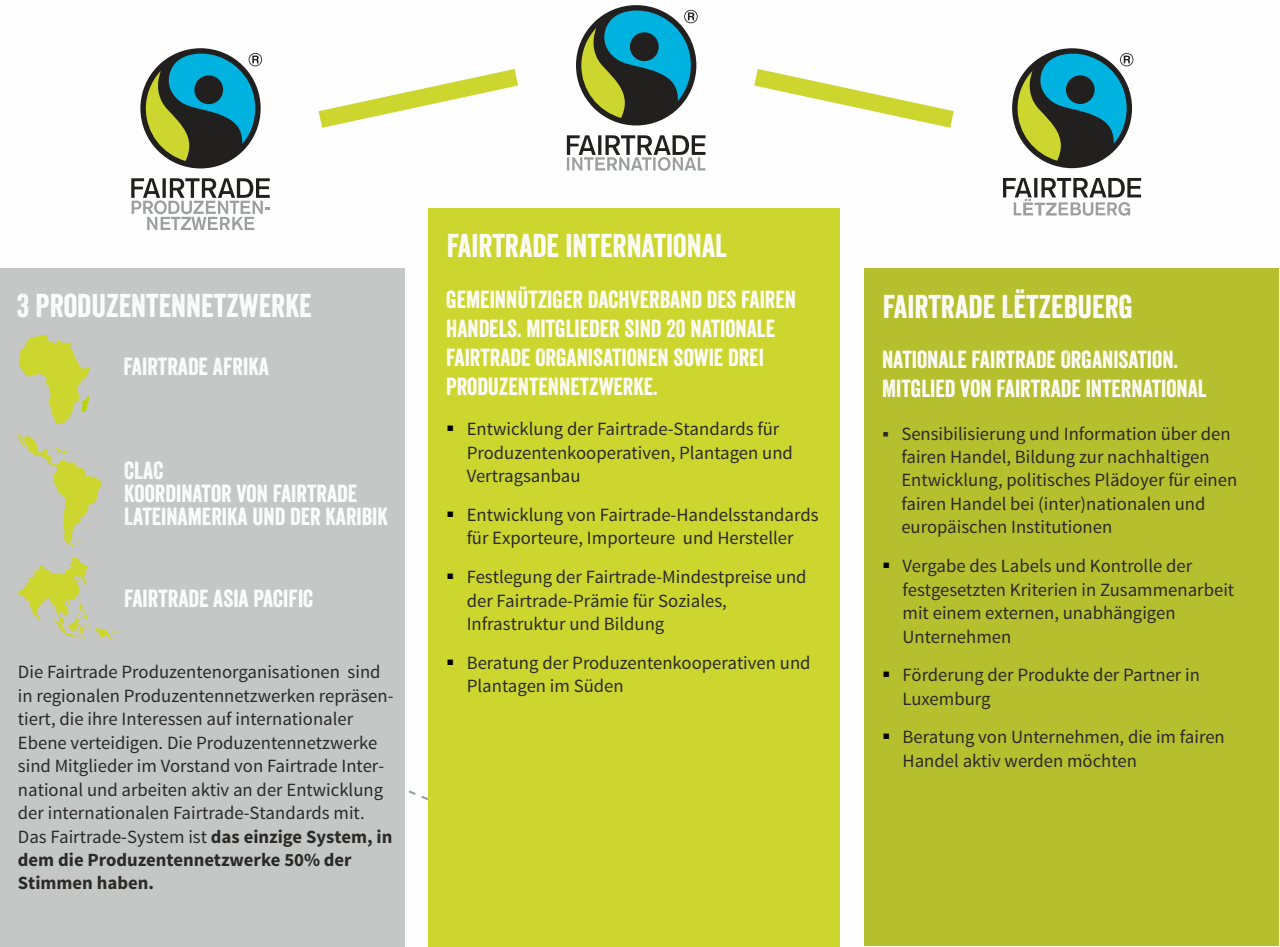 ®
FAIRTRADE
INTERNATIONAL
®
FAIRTRADE
PRODUZENTEN-
NETZWERKE
®
FAIRTRADE
LËTZEBUERG
3 PRODUZENTENNETZWERKE
FAIRTRADE AFRIKA
CLAC
KOORDINATOR VON FAIRTRADE
LATEINAMERIKA UND DER KARIBIK
FAIRTRADE ASIA PACIFIC
Die Fairtrade Produzentenorganisationen sind
in regionalen Produzentennetzwerken repräsen-
tiert, die ihre Interessen auf internationaler
Ebene verteidigen. Die Produzentennetzwerke
sind Mitglieder im Vorstand von Fairtrade Inter-
national und arbeiten aktiv an der Entwicklung
der internationalen Fairtrade-Standards mit.
Das Fairtrade-System ist das einzige System, in
dem die Produzentennetzwerke 50% der
Stimmen haben.
FAIRTRADE INTERNATIONAL
GEMEINNÜTZIGER DACHVERBAND DES FAIREN
HANDELS. MITGLIEDER SIND 20 NATIONALE
FAIRTRADE ORGANISATIONEN SOWIE DREI
PRODUZENTENNETZWERKE.
▪ Entwicklung der Fairtrade-Standards für
Produzentenkooperativen, Plantagen und
Vertragsanbau
▪ Entwicklung von Fairtrade-Handelsstandards
für Exporteure, Importeure und Hersteller
▪ Festlegung der Fairtrade-Mindestpreise und
der Fairtrade-Prämie für Soziales,
Infrastruktur und Bildung
▪ Beratung der Produzentenkooperativen und
Plantagen im Süden
FAIRTRADE LËTZEBUERG
NATIONALE FAIRTRADE ORGANISATION.
MITGLIED VON FAIRTRADE INTERNATIONAL
▪ Sensibilisierung und Information über den
fairen Handel, Bildung zur nachhaltigen
Entwicklung, politisches Plädoyer für einen
fairen Handel bei (inter)nationalen und
europäischen Institutionen
▪ Vergabe des Labels und Kontrolle der
festgesetzten Kriterien in Zusammenarbeit
mit einem externen, unabhängigen
Unternehmen
▪ Förderung der Produkte der Partner in
Luxemburg
▪ Beratung von Unternehmen, die im fairen
Handel aktiv werden möchten